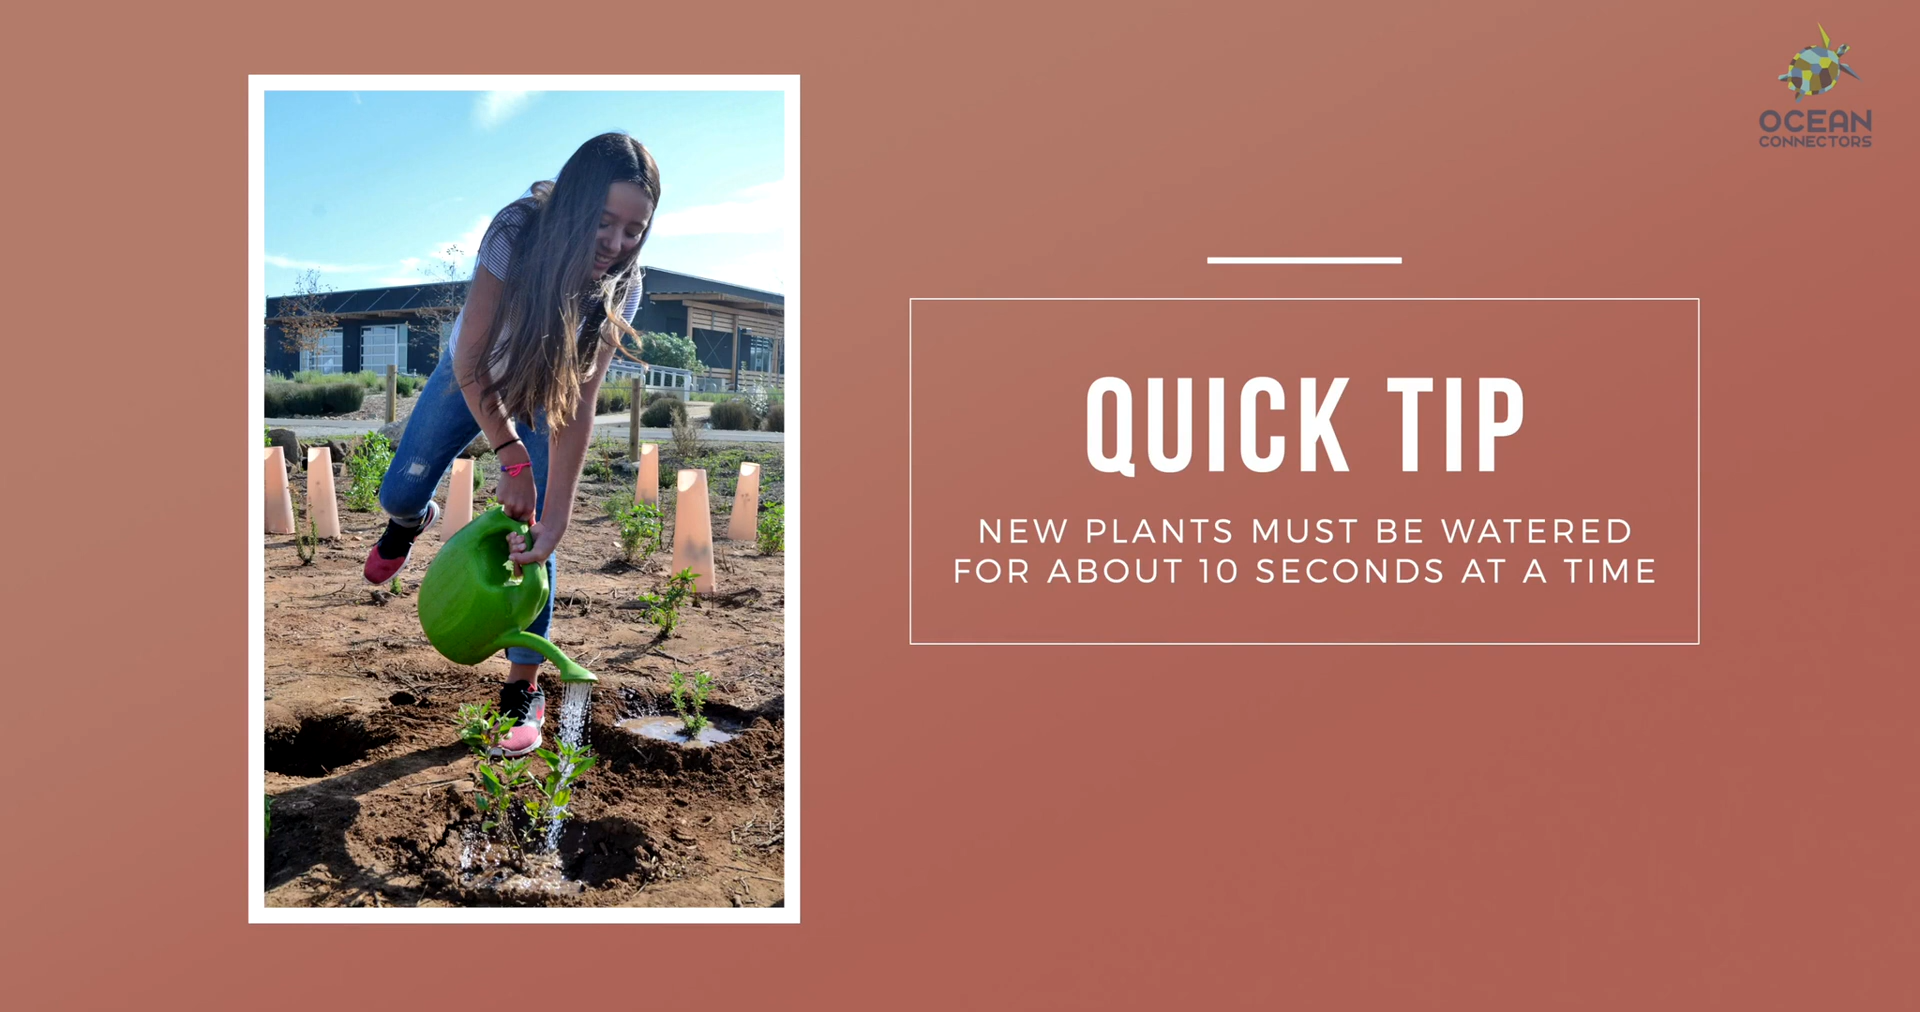 OCEAN
CONNECTORS
QUICK TIP
NEW PLANTS MUST BE WATERED
FOR ABOUT 10 SECONDS AT A TIME